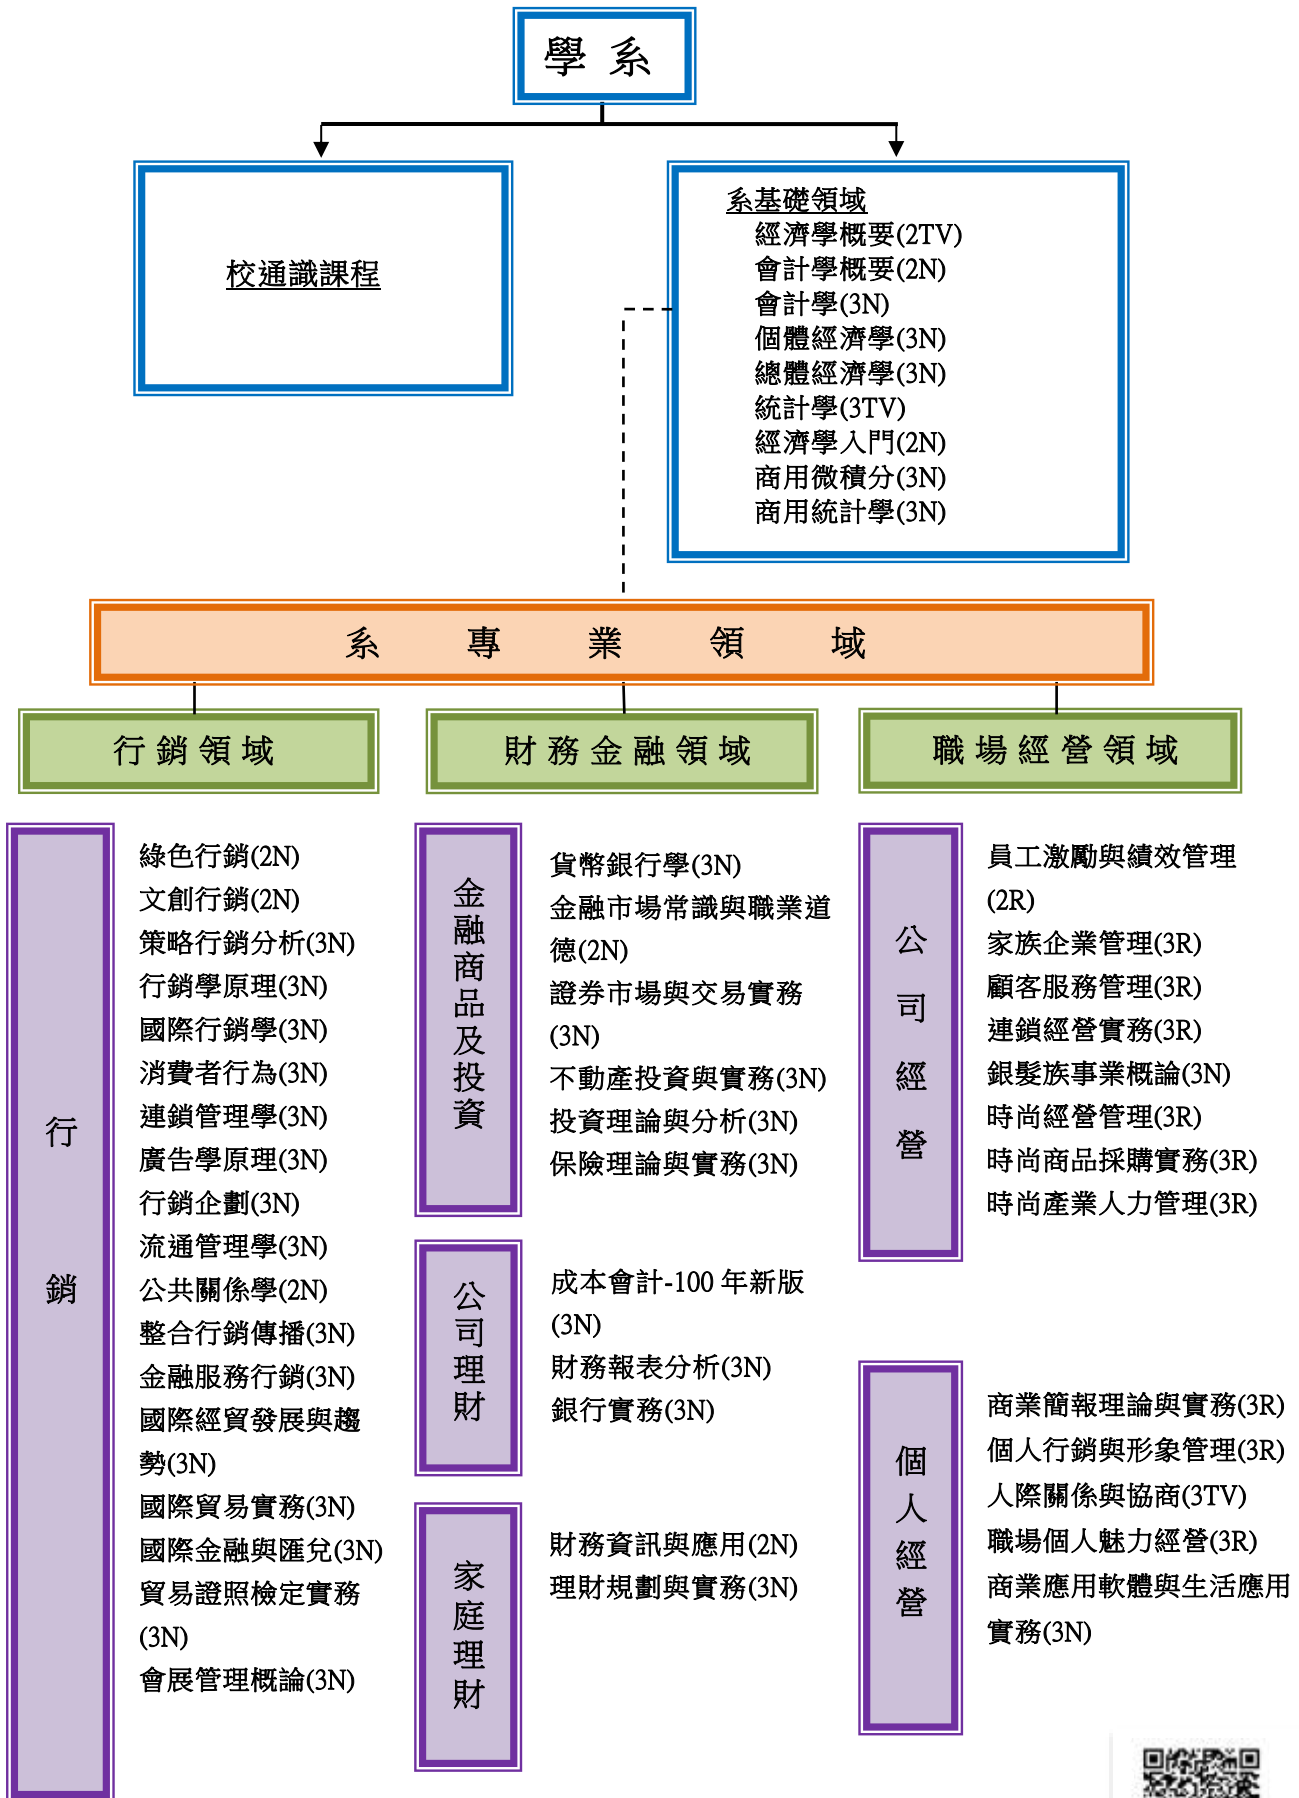 學系
校通識課程
系基礎領域
經濟學概要(2TV)
會計學概要(2N)
會計學(3N)
個體經濟學(3N)
總體經濟學(3N)
統計學(3TV)
經濟學入門(2N)
商用微積分(3N)
商用統計學(3N)
系專業領域
行銷領域
行銷
綠色行銷(2N)
文創行銷(2N)
策略行銷分析(3N)
行銷學原理(3N)
國際行銷學(3N)
消費者行為(3N)
連鎖管理學(3N)
廣告學原理(3N)
行銷企劃(3N)
流通管理學(3N)
公共關係學(2N)
整合行銷傳播(3N)
金融服務行銷(3N)
國際經貿發展與趨
勢(3N)
國際貿易實務(3N)
國際金融與匯兌(3N)
貿易證照檢定實務
(3N)
會展管理概論(3N)
財務金融領域
金融商品及投資
貨幣銀行學(3N)
金融市場常識與職業道
德(2N)
證券市場與交易實務
(3N)
不動產投資與實務(3N)
投資理論與分析(3N)
保險理論與實務(3N)
公司理財
成本會計-100 年新版
(3N)
財務報表分析(3N)
銀行實務(3N)
家庭理財
財務資訊與應用(2N)
理財規劃與實務(3N)
職場經營領域
公司經營
員工激勵與績效管理
(2R)
家族企業管理(3R)
顧客服務管理(3R)
連鎖經營實務(3R)
銀髮族事業概論(3N)
時尚經營管理(3R)
時尚商品採購實務(3R)
時尚產業人力管理(3R)
個人經營
商業簡報理論與實務(3R)
個人行銷與形象管理(3R)
人際關係與協商(3TV)
職場個人魅力經營(3R)
商業應用軟體與生活應用
實務(3N)